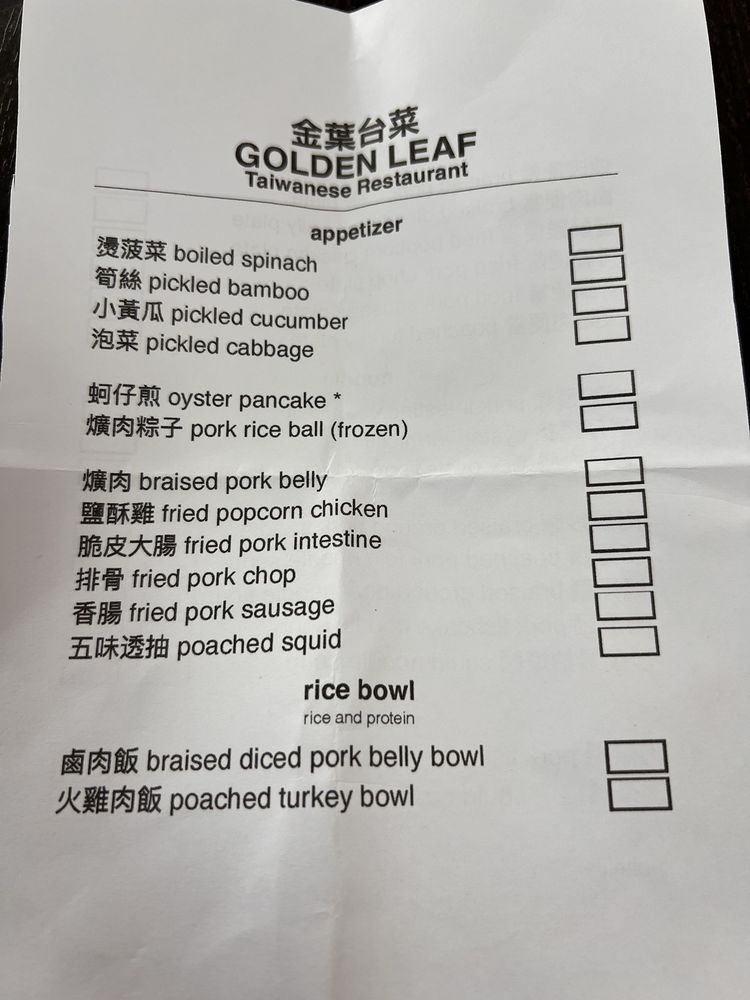 金葉台菜
GOLDEN LEAF
Taiwanese Restaurant
appetizer
燙菠菜 boiled spinach
筍絲 pickled bamboo
小黃瓜 pickled cucumber
泡菜 pickled cabbage
蚵仔煎 oyster pancake *
爌肉粽子 pork rice ball (frozen)
爌肉 braised pork belly
鹽酥雞 fried popcorn chicken
脆皮大腸 fried pork intestine
排骨 fried pork chop
香腸 fried pork sausage
五味透抽 poached squid
rice bowl
rice and protein
鹵肉飯 braised diced pork belly bowl
火雞肉飯 poached turkey bowl